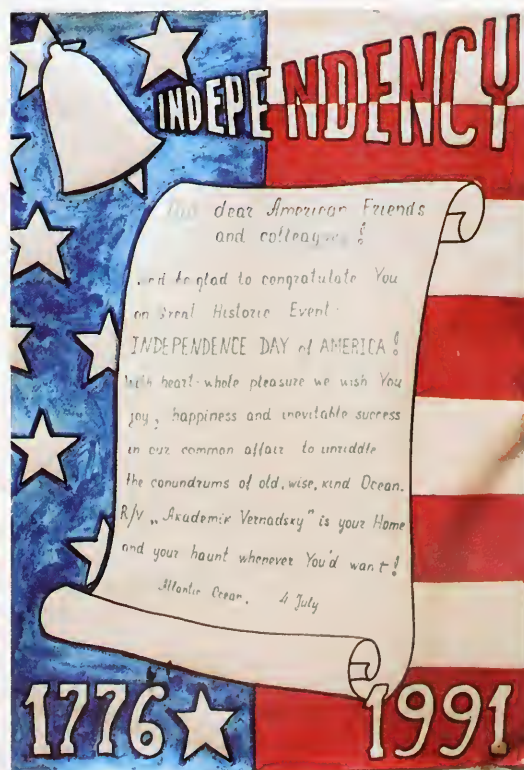 INDEPENDENCY
dear American Friends
and colleagues!
glad to congratulate You
on Great Historic Event -
INDEPENDENCE DAY of AMERICA!
With heart-whole pleasure we wish You
joy, happiness and inevitable success
in our common affair to unriddle
the conundrums of old, wise, kind Ocean.
R/V „Akademik Vernadsky" is your Home
and your haunt whenever You'd want!
Atlantic Ocean. 4 July
1776 1991